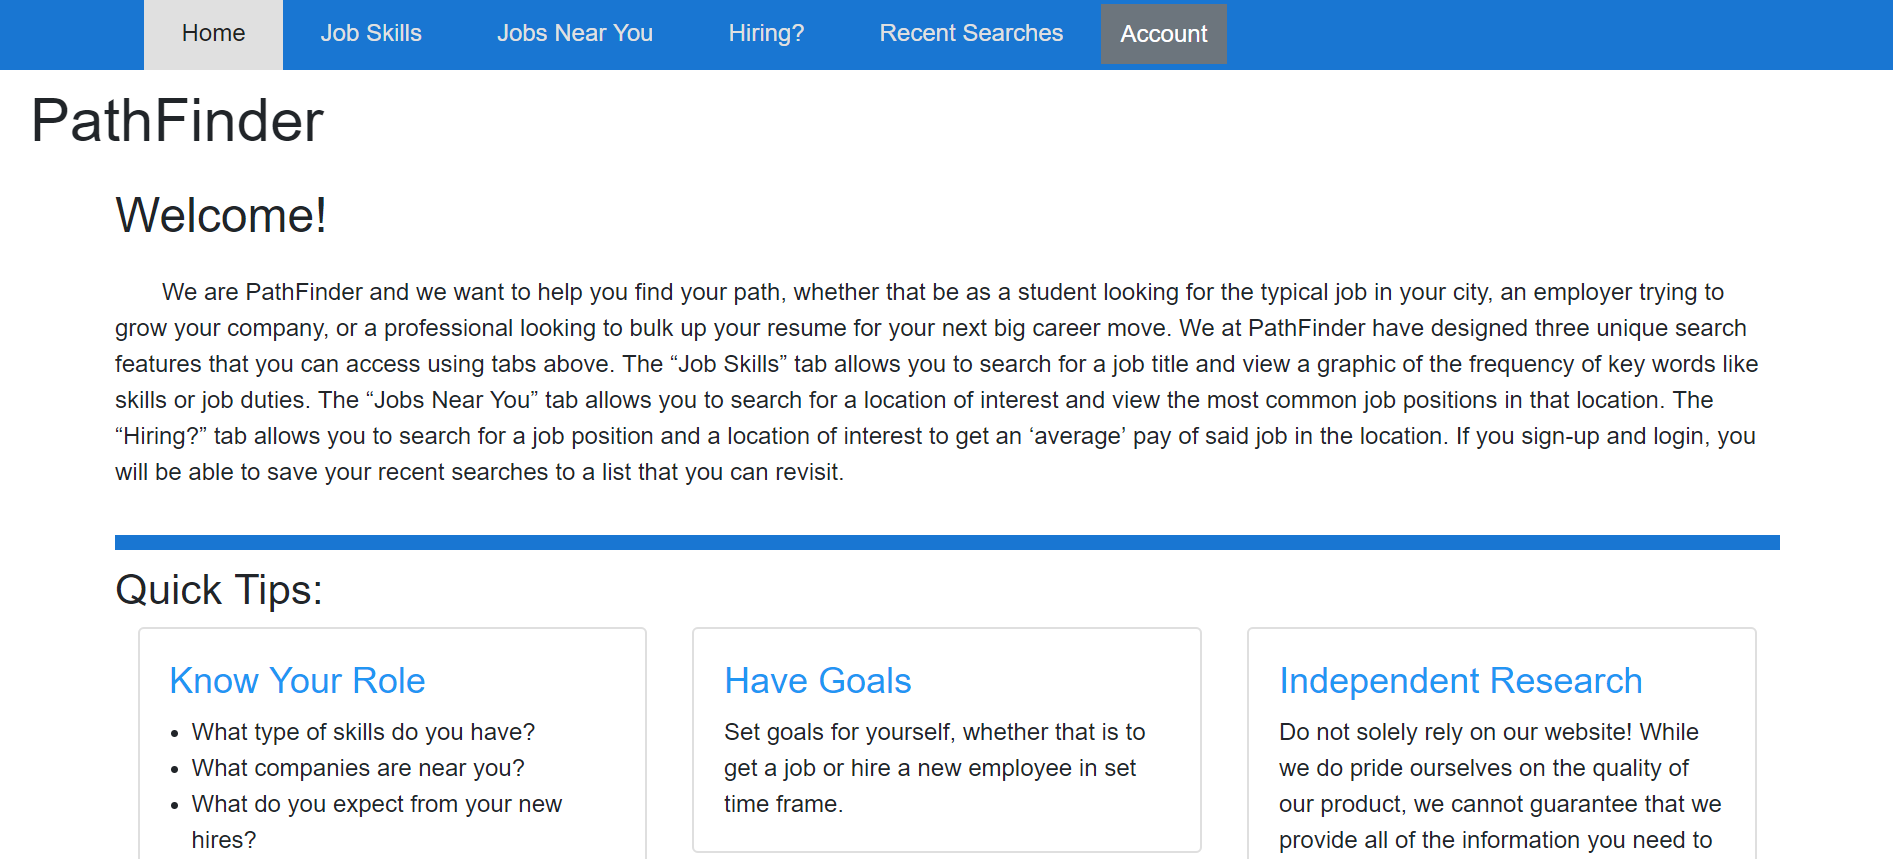 Home Job Skills Jobs Near You Hiring? Recent Searches Account
PathFinder
Welcome!
We are PathFinder and we want to help you find your path, whether that be as a student looking for the typical job in your city, an employer trying to
grow your company, or a professional looking to bulk up your resume for your next big career move. We at PathFinder have designed three unique search
features that you can access using tabs above. The “Job Skills” tab allows you to search for a job title and view a graphic of the frequency of key words like
skills or job duties. The “Jobs Near You” tab allows you to search for a location of interest and view the most common job positions in that location. The
“Hiring?” tab allows you to search for a job position and a location of interest to get an ‘average’ pay of said job in the location. If you sign-up and login, you
will be able to save your recent searches to a list that you can revisit.
Quick Tips:
Know Your Role
• What type of skills do you have?
• What companies are near you?
• What do you expect from your new
hires?
Have Goals
Set goals for yourself, whether that is to
get a job or hire a new employee in set
time frame.
Independent Research
Do not solely rely on our website! While
we do pride ourselves on the quality of
our product, we cannot guarantee that we
provide all of the information you need to